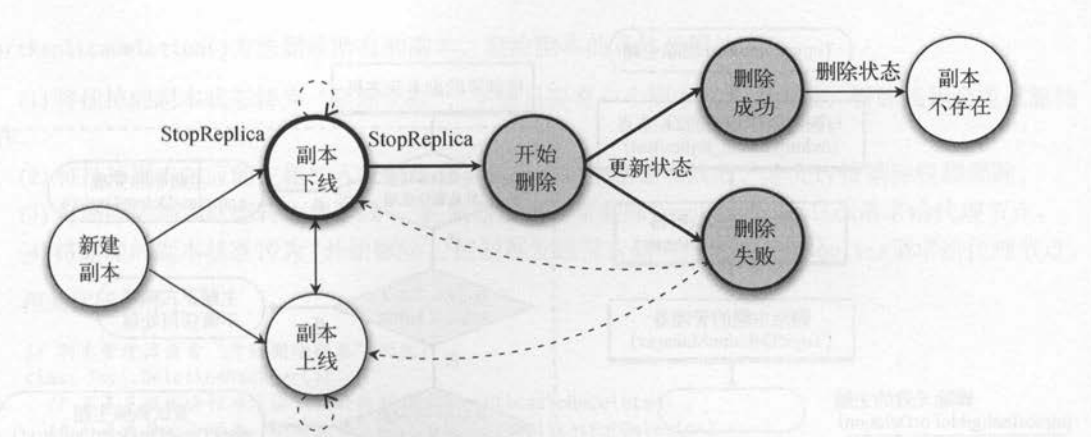 StopReplica
副本
下线
StopReplica
开始
删除
更新状态
删除
成功
删除状态
副本
不存在
新建
副本
副本
上线
删除
失败